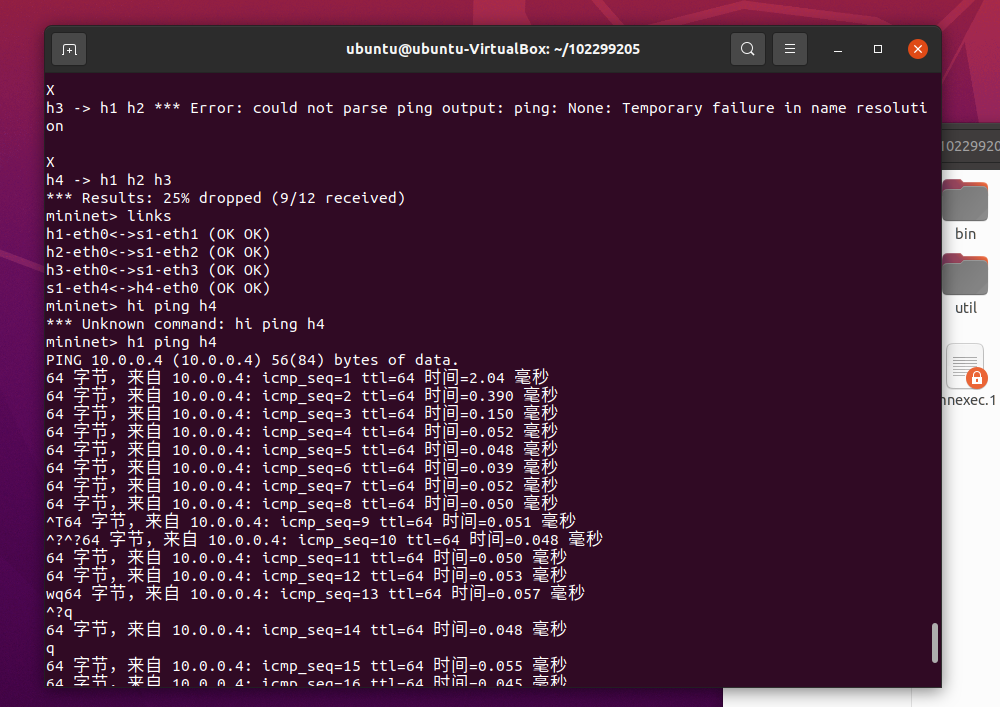 ubuntu@ubuntu-VirtualBox: ~/102299205
X
h3 -> h1 h2 *** Error: could not parse ping output: ping: None: Temporary failure in name resoluti
on
X
h4 -> h1 h2 h3
*** Results: 25% dropped (9/12 received)
mininet> links
h1-eth0<->s1-eth1 (OK OK)
h2-eth0<->s1-eth2 (OK OK)
h3-eth0<->s1-eth3 (OK OK)
s1-eth4<->h4-eth0 (OK OK)
mininet> hi ping h4
*** Unknown command: hi ping h4
mininet> h1 ping h4
PING 10.0.0.4 (10.0.0.4) 56(84) bytes of data.
64 字节，来自 10.0.0.4: icmp_seq=1 ttl=64 时间=2.04 毫秒
64 字节，来自 10.0.0.4: icmp_seq=2 ttl=64 时间=0.390 毫秒
64 字节，来自 10.0.0.4: icmp_seq=3 ttl=64 时间=0.150 毫秒
64 字节，来自 10.0.0.4: icmp_seq=4 ttl=64 时间=0.052 毫秒
64 字节，来自 10.0.0.4: icmp_seq=5 ttl=64 时间=0.048 毫秒
64 字节，来自 10.0.0.4: icmp_seq=6 ttl=64 时间=0.039 毫秒
64 字节，来自 10.0.0.4: icmp_seq=7 ttl=64 时间=0.052 毫秒
64 字节，来自 10.0.0.4: icmp_seq=8 ttl=64 时间=0.050 毫秒
^T64 字节，来自 10.0.0.4: icmp_seq=9 ttl=64 时间=0.051 毫秒
^?^?64 字节，来自 10.0.0.4: icmp_seq=10 ttl=64 时间=0.048 毫秒
64 字节，来自 10.0.0.4: icmp_seq=11 ttl=64 时间=0.050 毫秒
64 字节，来自 10.0.0.4: icmp_seq=12 ttl=64 时间=0.053 毫秒
wq64 字节，来自 10.0.0.4: icmp_seq=13 ttl=64 时间=0.057 毫秒
^?q
64 字节，来自 10.0.0.4: icmp_seq=14 ttl=64 时间=0.048 毫秒
q
64 字节，来自 10.0.0.4: icmp_seq=15 ttl=64 时间=0.055 毫秒
64 字节，来自 10.0.0.4: icmp_seq=16 ttl=64 时间=0.045 毫秒
10229920
bin
util
nnexec.1